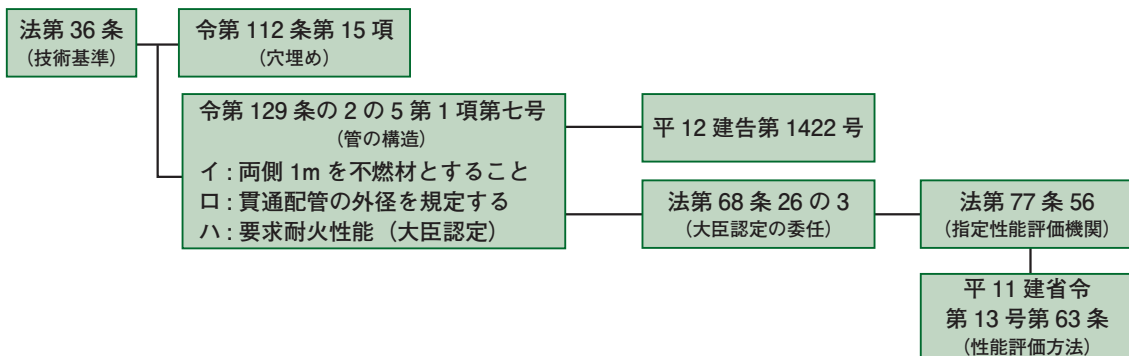 法第 36 条
(技術基準)
令第 112 条第 15 項
(穴埋め)
令第 129 条の 2 の 5 第 1 項第七号
(管の構造)
イ : 両側 1m を不燃材とすること
ロ : 貫通配管の外径を規定する
ハ : 要求耐火性能（大臣認定）
平 12 建告第 1422 号
法第 68 条 26 の 3
(大臣認定の委任)
法第 77 条 56
(指定性能評価機関)
平 11 建省令
第 13 号第 63 条
(性能評価方法)